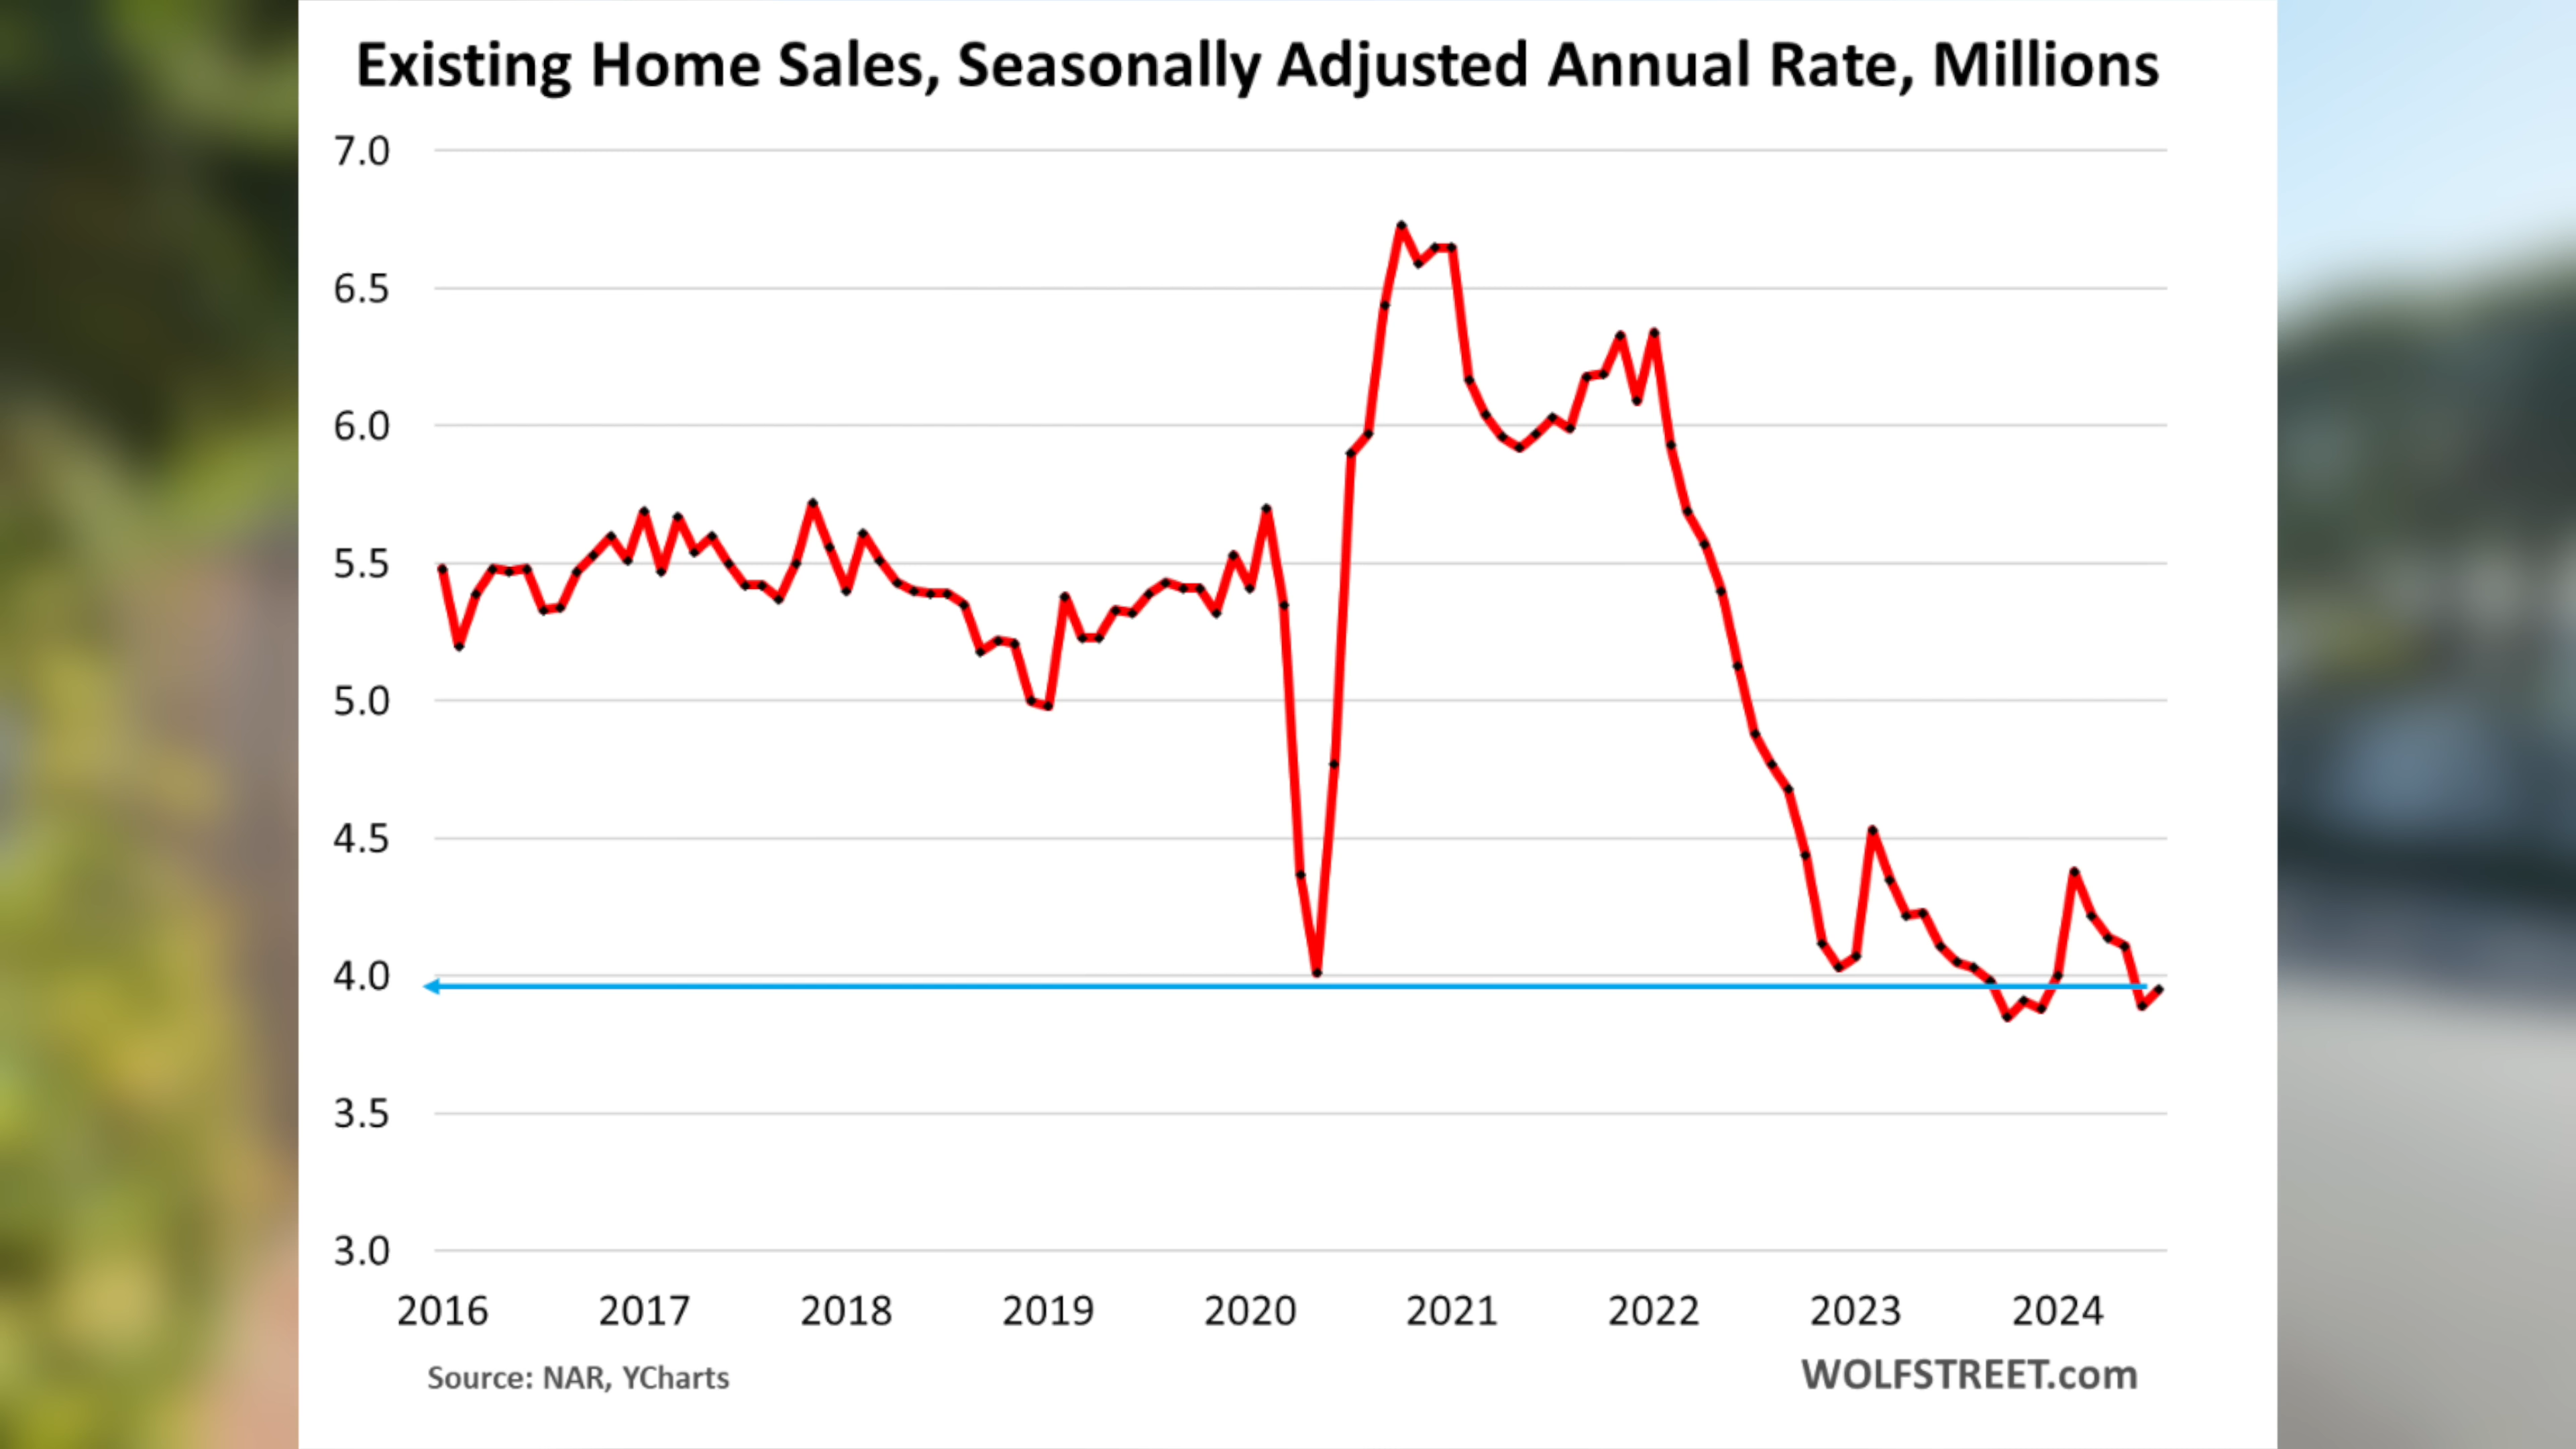 Existing Home Sales, Seasonally Adjusted Annual Rate, Millions
7.0
6.5
6.0
5.5
5.0
4.5
4.0
3.5
3.0
2016 2017 2018 2019 2020 2021 2022 2023 2024
Source: NAR, YCharts
WOLFSTREET.com